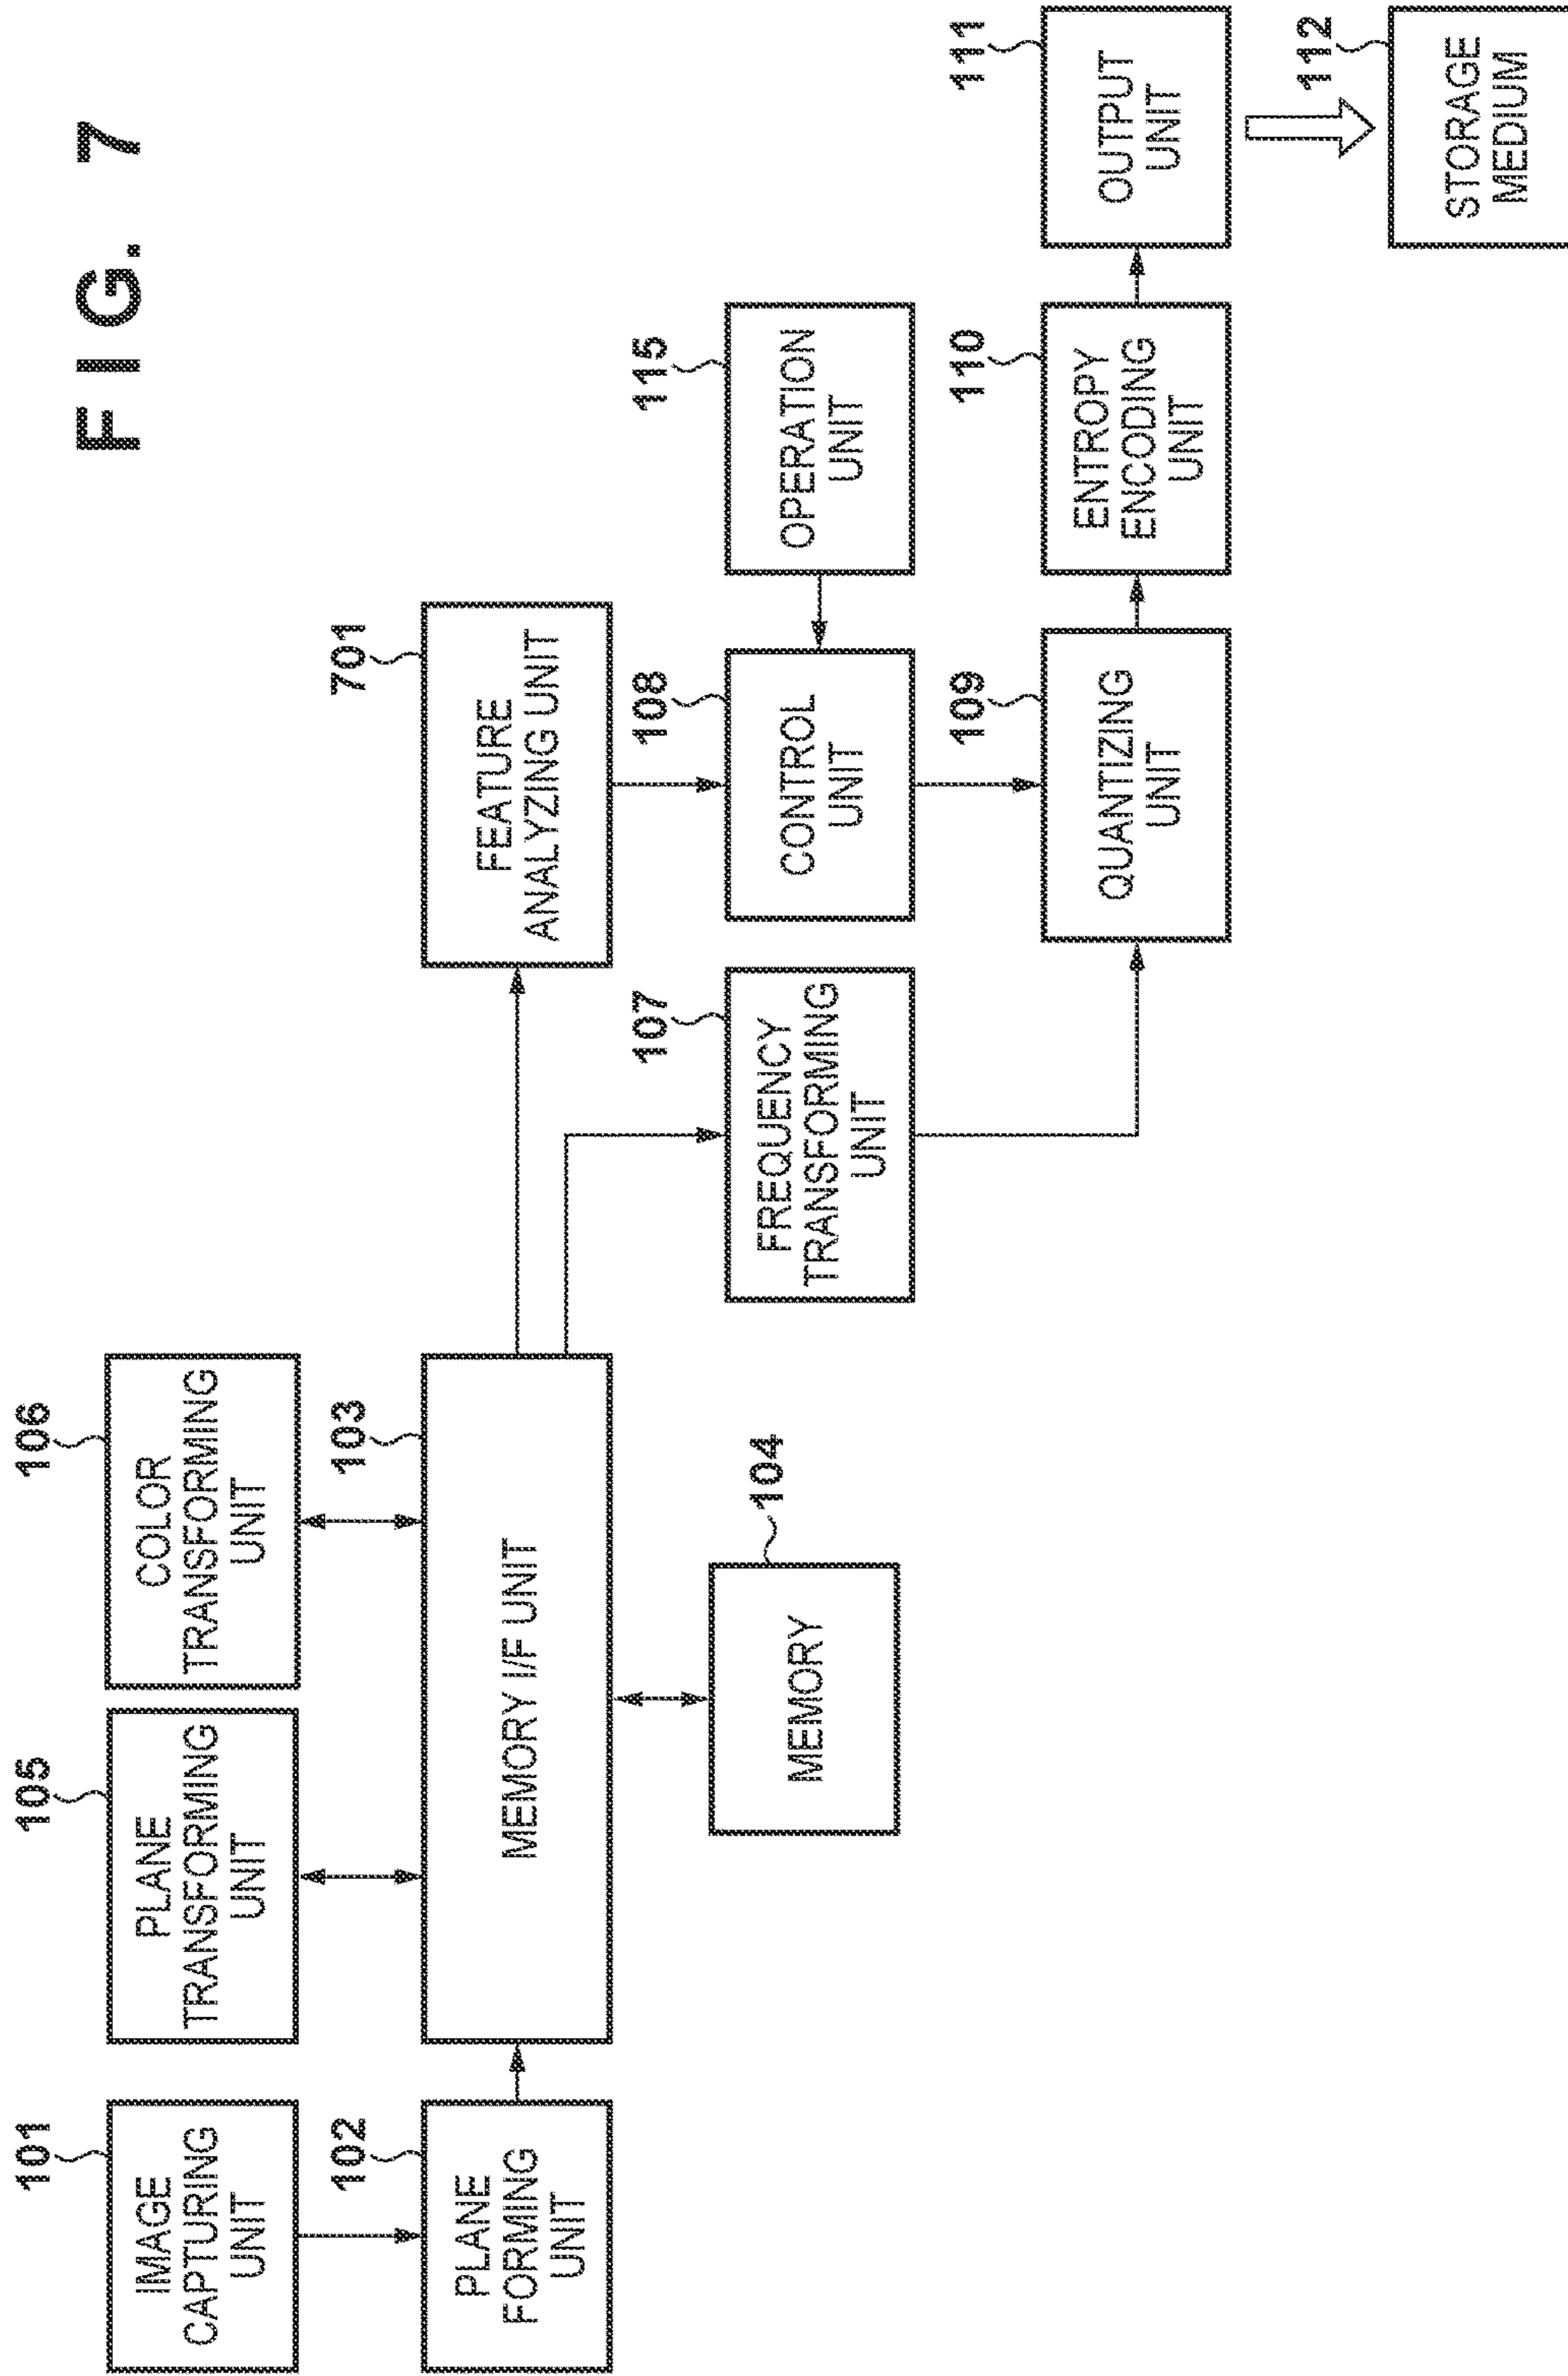 FIG. 7
101
IMAGE
CAPTURING
UNIT
105
PLANE
TRANSFORMING
UNIT
106
COLOR
TRANSFORMING
UNIT
102
PLANE
FORMING
UNIT
103
MEMORY I/F UNIT
701
FEATURE
ANALYZING UNIT
104
MEMORY
107
FREQUENCY
TRANSFORMING
UNIT
108
CONTROL
UNIT
115
OPERATION
UNIT
109
QUANTIZING
UNIT
110
ENTROPY
ENCODING
UNIT
111
OUTPUT
UNIT
112
STORAGE
MEDIUM